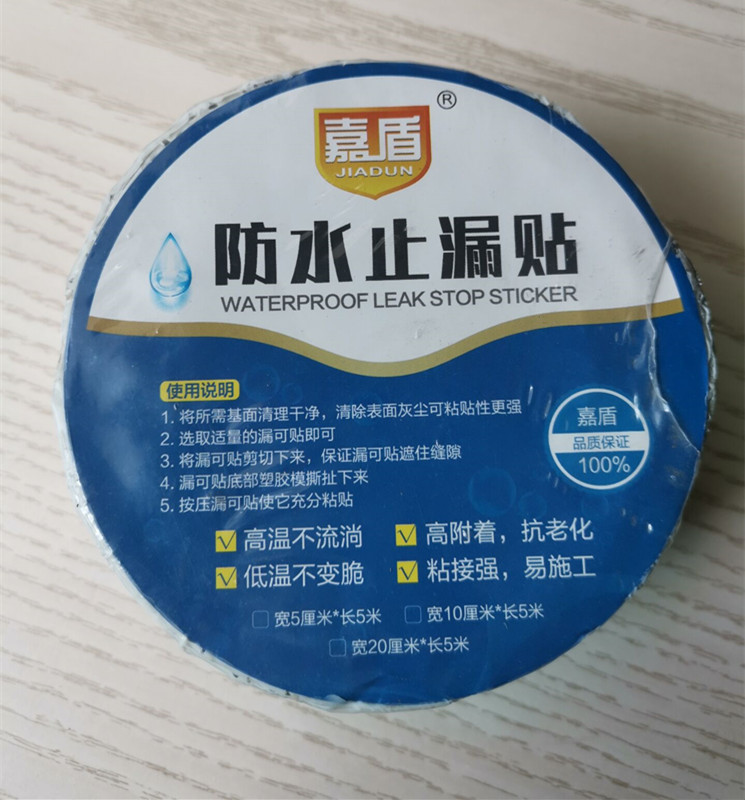 ®
嘉盾
JIADUN
防水止漏贴
WATERPROOF LEAK STOP STICKER
使用说明
1. 将所需基面清理干净，清除表面灰尘可粘贴性更强
2. 选取适量的漏可贴即可
3. 将漏可贴剪切下来，保证漏可贴遮住缝隙
4. 漏可贴底部塑胶模撕扯下来
5. 按压漏可贴使它充分粘贴
嘉盾
品质保证
100%
高温不流淌
高附着，抗老化
低温不变脆
粘接强，易施工
宽5厘米*长5米
宽10厘米*长5米
宽20厘米*长5米